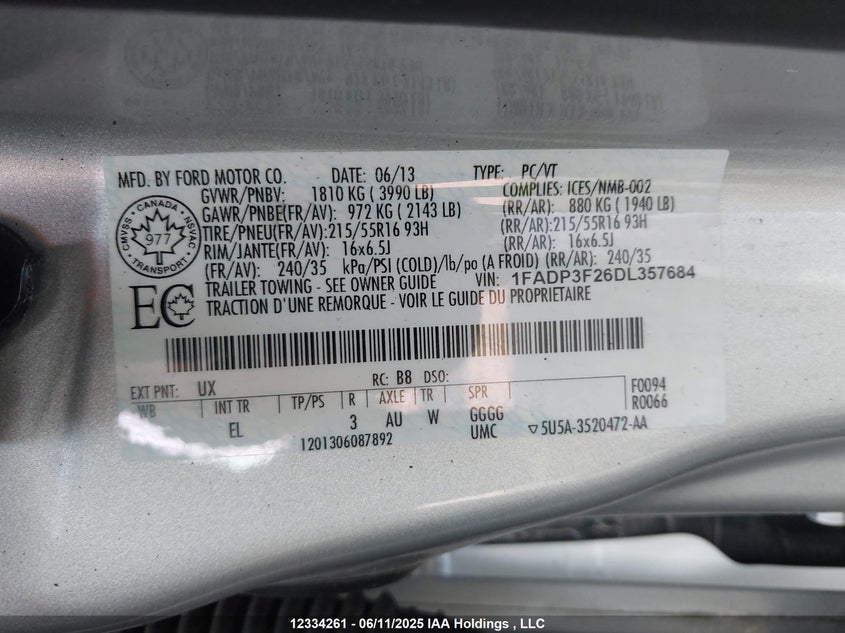 MFD. BY FORD MOTOR CO. DATE: 06/13 TYPE: PC/VT
GVWR/PNBV: 1810 KG ( 3990 LB) COMPLIES: ICES/NMB-002
GAWR/PNBE(FR/AV): 972 KG ( 2143 LB) (RR/AR): 880 KG ( 1940 LB)
TIRE/PNEU(FR/AV): 215/55R16 93H (RR/AR): 215/55R16 93H
RIM/JANTE(FR/AV): 16x6.5J (RR/AR): 16x6.5J
(FR/AV): 240/35 kPa/PSI (COLD)/lb/po (A FROID) (RR/AR): 240/35
TRAILER TOWING - SEE OWNER GUIDE VIN: 1FADP3F26DL357684
TRACTION D'UNE REMORQUE - VOIR LE GUIDE DU PROPRIETAIRE
CANADA
CMVSS 977 NSVAC
TRANSPORT
EC
EXT PNT: UX RC: B8 DSO:
WB INT TR TP/PS R AXLE TR SPR F0094
EL 3 AU W GGGG R0066
1201306087892 UMC ▽5U5A-3520472-AA
12334261 - 06/11/2025 IAA Holdings , LLC